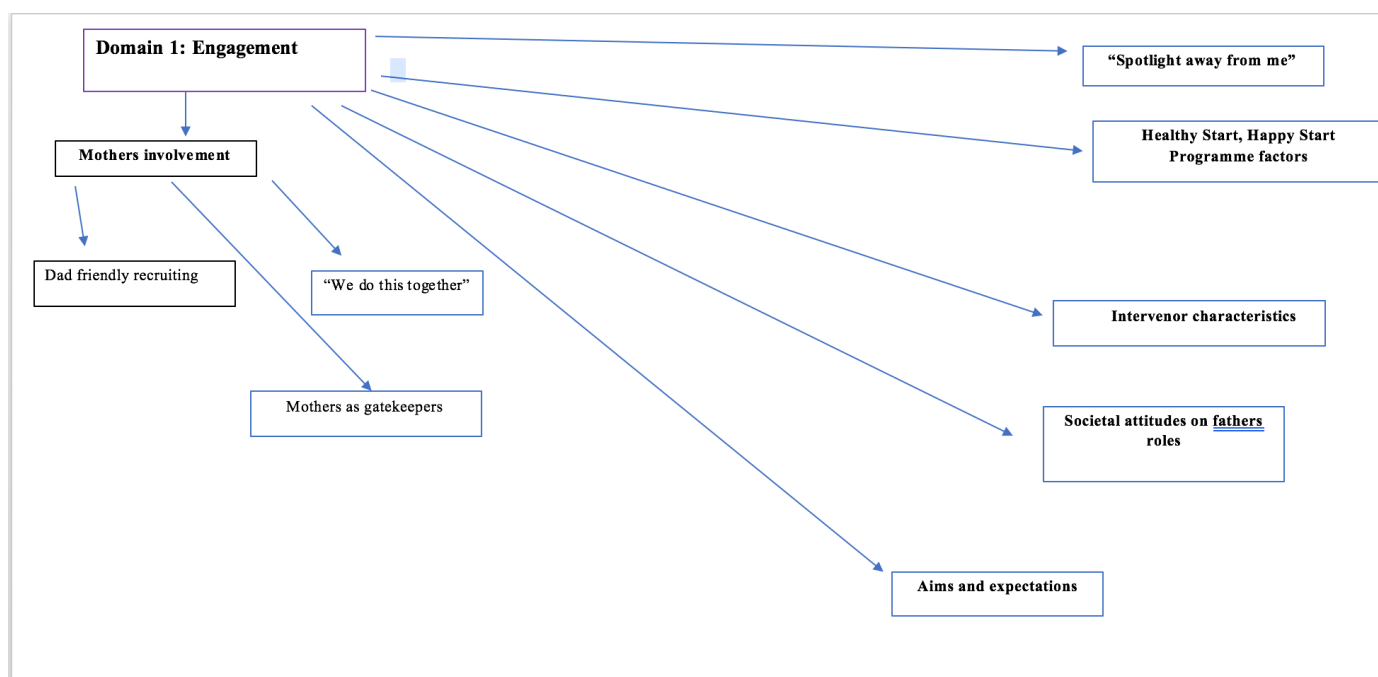 Domain 1: Engagement
“Spotlight away from me”
Healthy Start, Happy Start
Programme factors
Mothers involvement
Dad friendly recruiting
“We do this together”
Intervenor characteristics
Mothers as gatekeepers
Societal attitudes on fathers
roles
Aims and expectations